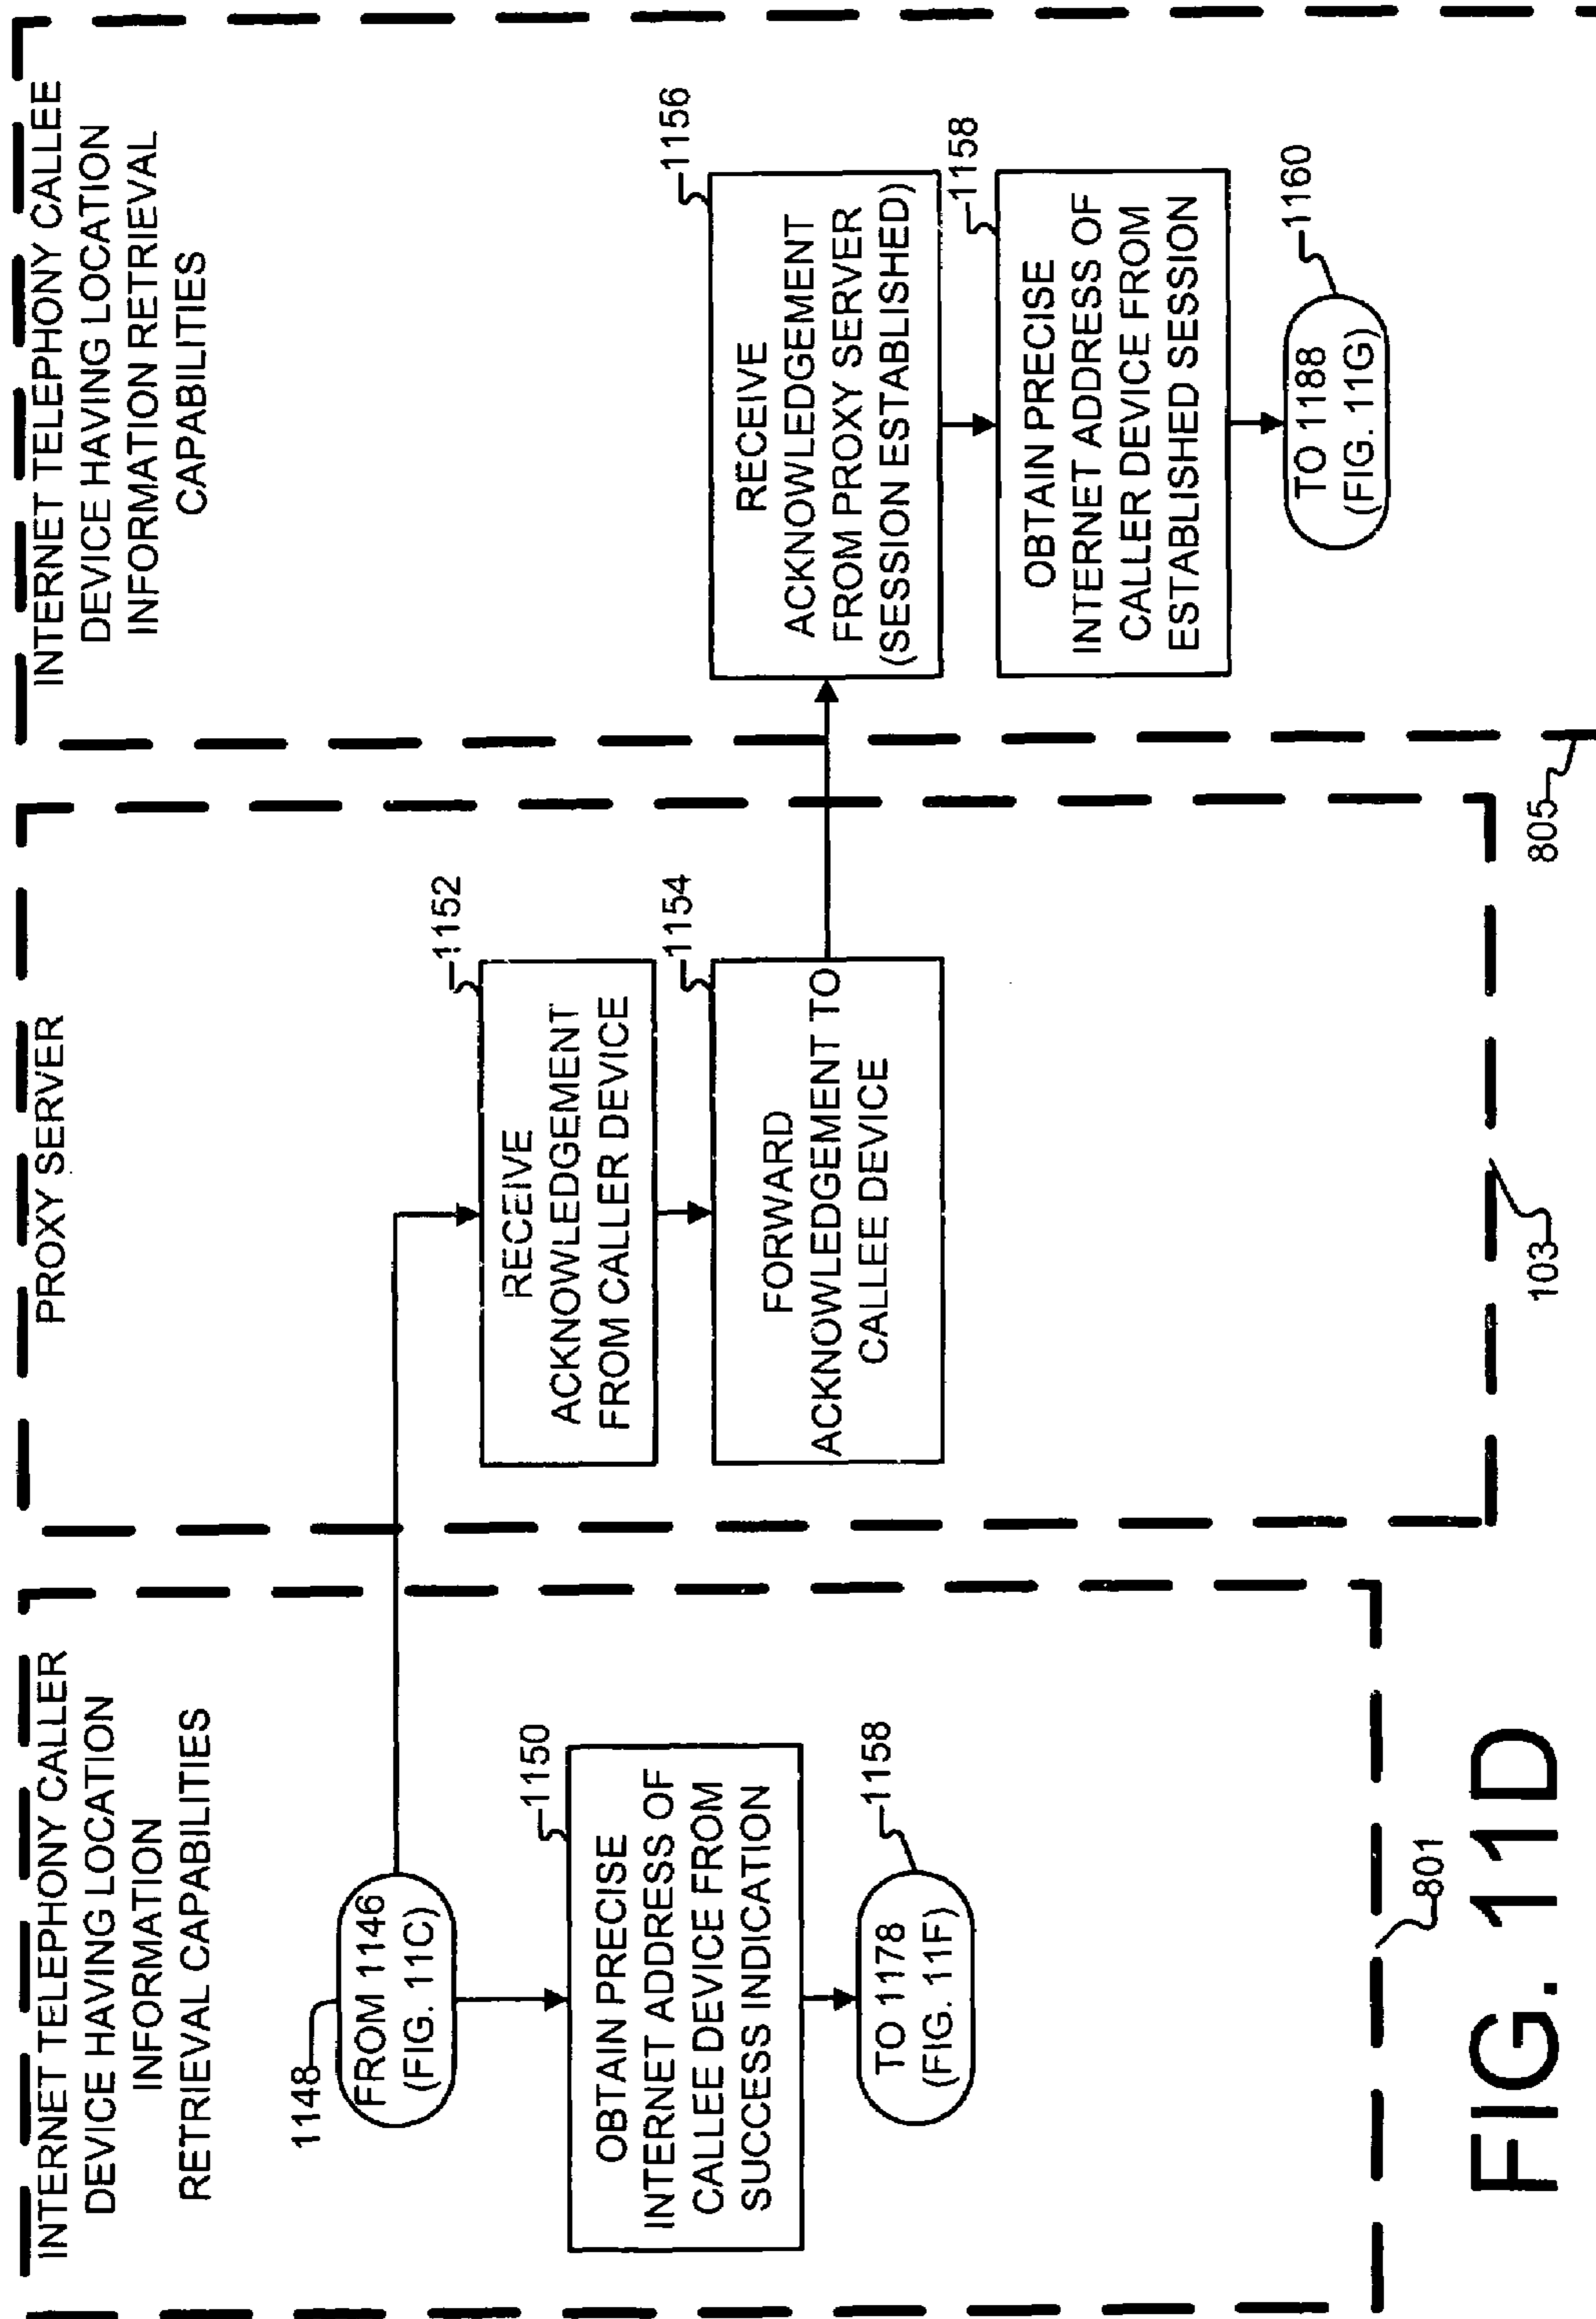 INTERNET TELEPHONY CALLER
DEVICE HAVING LOCATION
INFORMATION
RETRIEVAL CAPABILITIES
1148
FROM 1146
(FIG. 11C)
1150
OBTAIN PRECISE
INTERNET ADDRESS OF
CALLEE DEVICE FROM
SUCCESS INDICATION
1158
TO 1178
(FIG. 11F)
801
PROXY SERVER
1152
RECEIVE
ACKNOWLEDGEMENT
FROM CALLER DEVICE
1154
FORWARD
ACKNOWLEDGEMENT TO
CALLEE DEVICE
103
INTERNET TELEPHONY CALLEE
DEVICE HAVING LOCATION
INFORMATION RETRIEVAL
CAPABILITIES
1156
RECEIVE
ACKNOWLEDGEMENT
FROM PROXY SERVER
(SESSION ESTABLISHED)
1158
OBTAIN PRECISE
INTERNET ADDRESS OF
CALLER DEVICE FROM
ESTABLISHED SESSION
1160
TO 1188
(FIG. 11G)
805
FIG. 11D